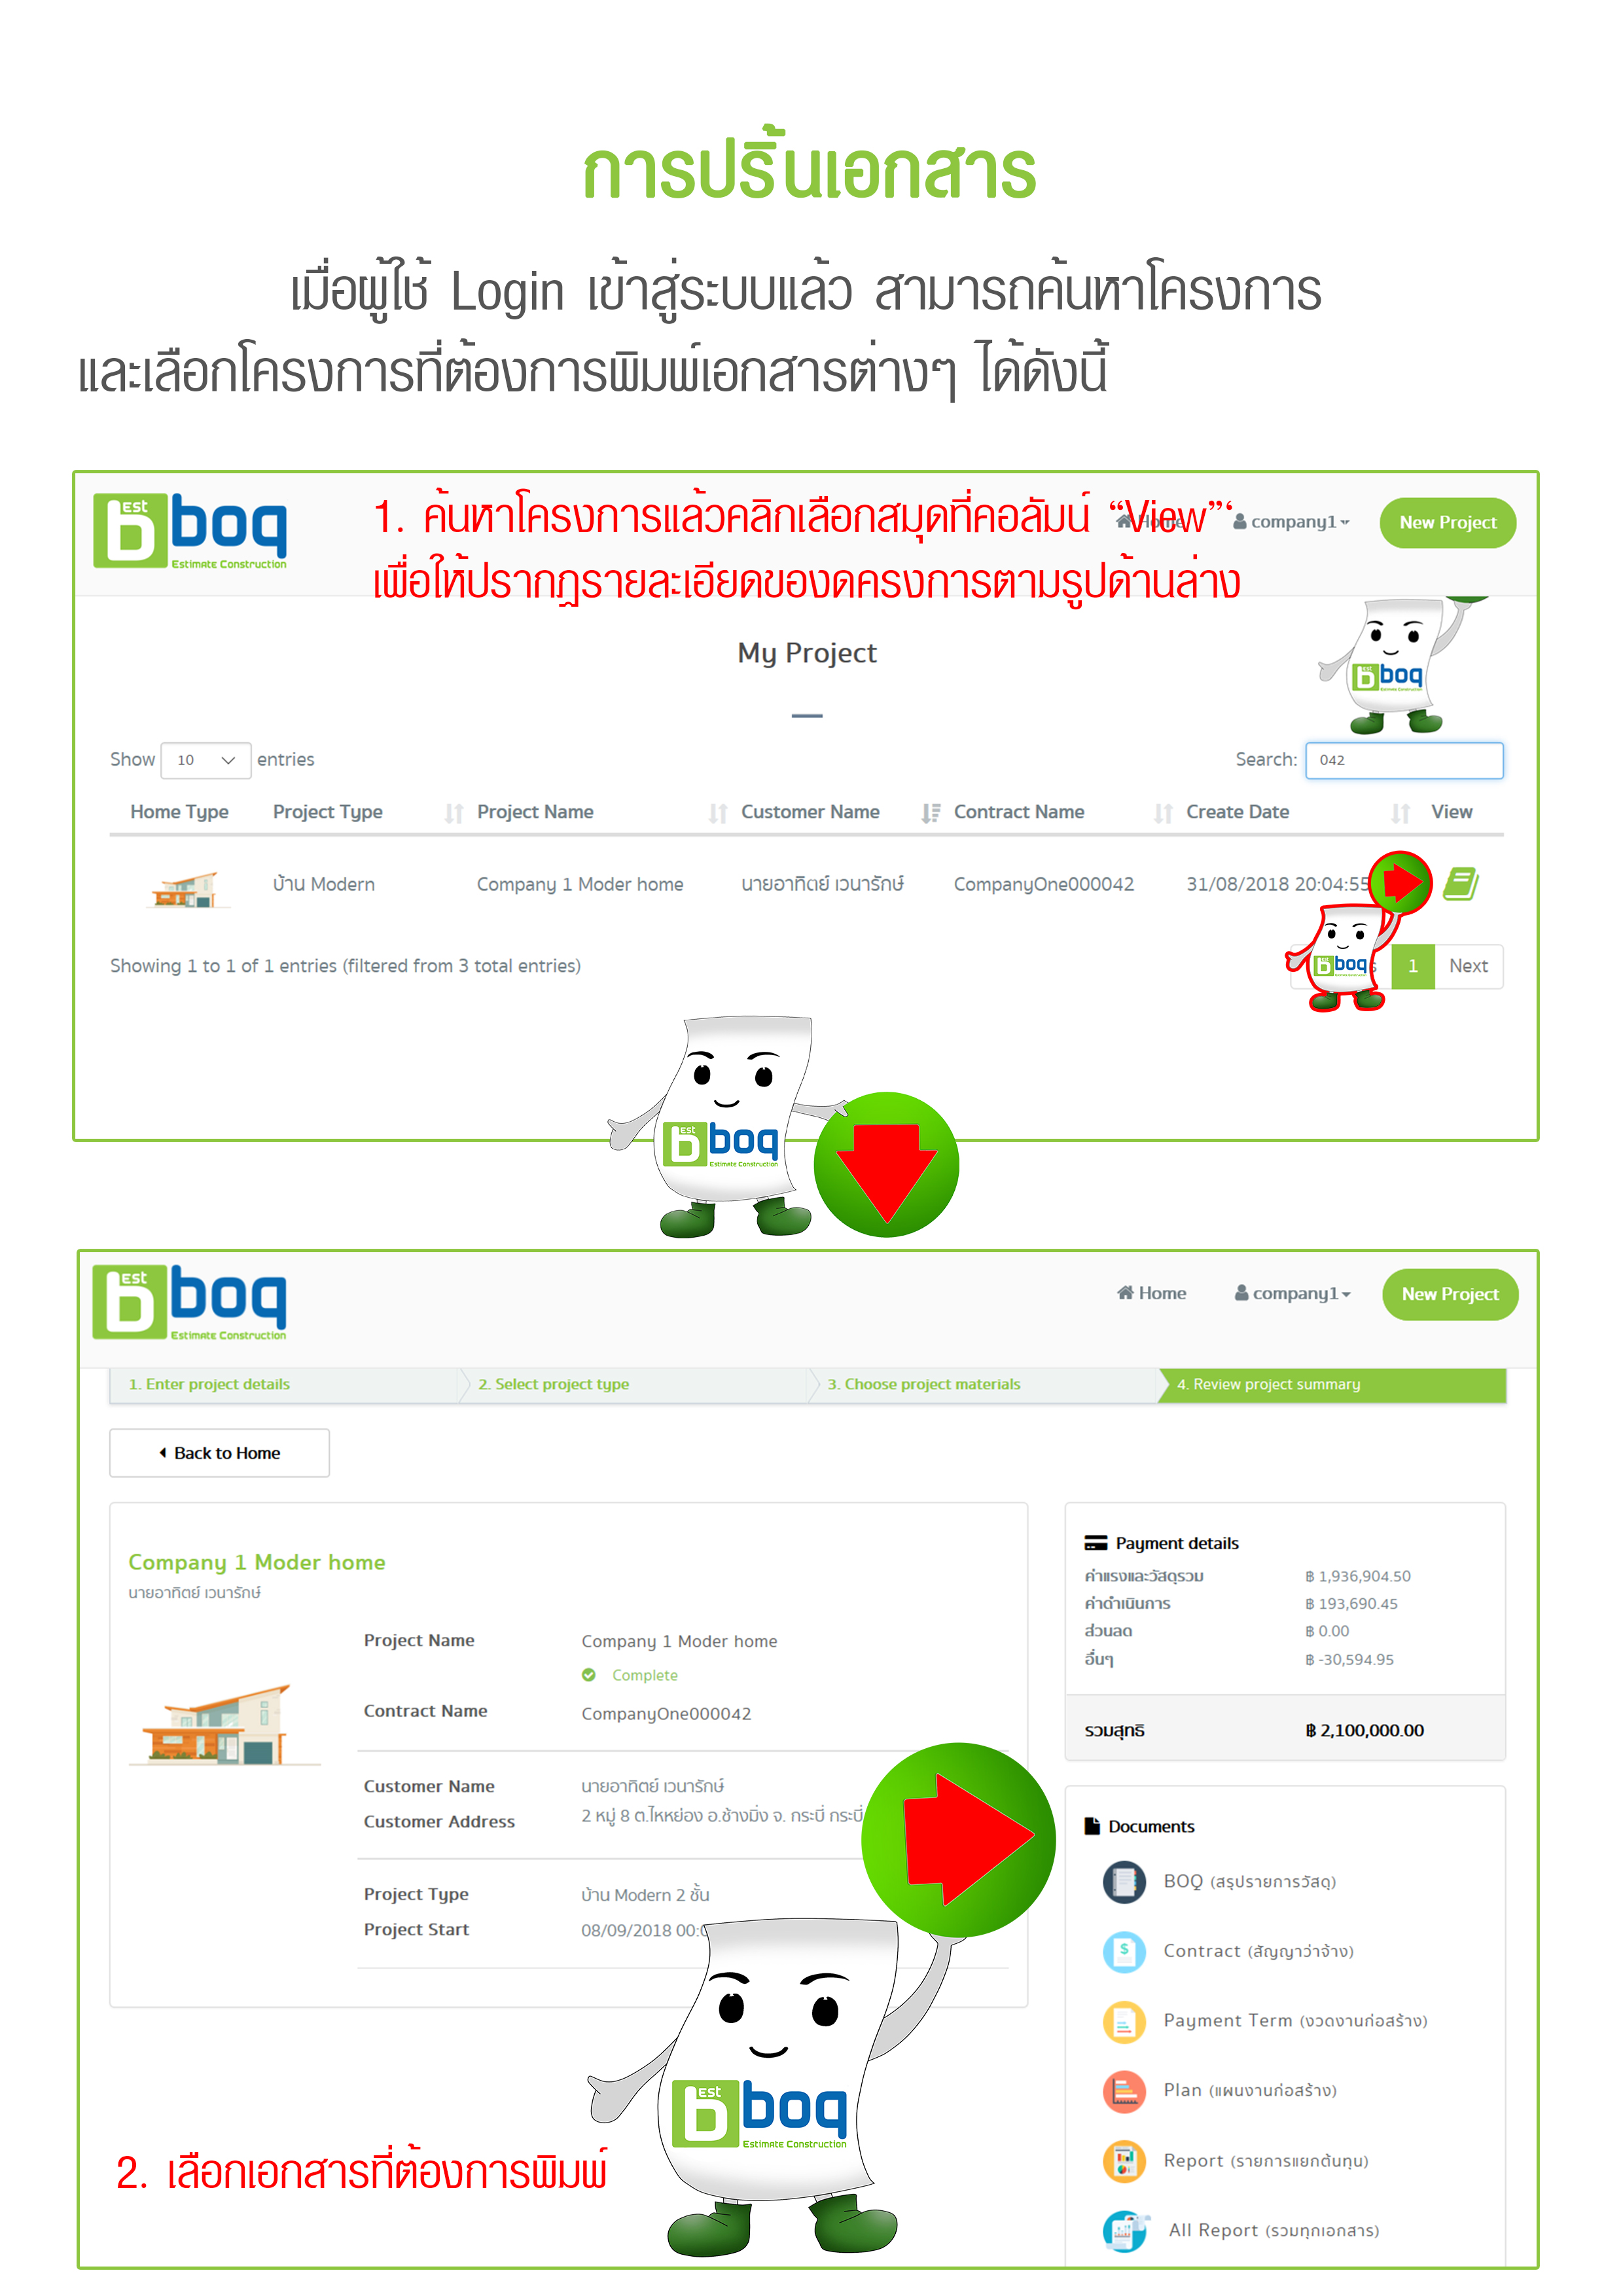 การปริ้นเอกสาร
เมื่อผู้ใช้ Login เข้าสู่ระบบแล้ว สามารถค้นหาโครงการ
และเลือกโครงการที่ต้องการพิมพ์เอกสารต่างๆ ได้ดังนี้
est boq
Estimate Construction
1. ค้นหาโครงการแล้วคลิกเลือกสมุดที่คอลัมน์ “View”‘
เพื่อให้ปรากฎรายละเอียดของดครงการตามรูปด้านล่าง
Home company1 New Project
My Project
est boq
Estimate Construction
Show 10 entries Search: 042
Home Type Project Type Project Name Customer Name Contract Name Create Date View
บ้าน Modern Company 1 Moder home นายอาทิตย์ เวนารักษ์ CompanyOne000042 31/08/2018 20:04:55
Showing 1 to 1 of 1 entries (filtered from 3 total entries) 1 Next
boq
est boq
Estimate Construction
est boq
Estimate Construction
Home company1 New Project
1. Enter project details 2. Select project type 3. Choose project materials 4. Review project summary
Back to Home
Company 1 Moder home
นายอาทิตย์ เวนารักษ์
Project Name Company 1 Moder home
Complete
Contract Name CompanyOne000042
Customer Name นายอาทิตย์ เวนารักษ์
Customer Address 2 หมู่ 8 ต.ไหหย่อง อ.ช้างมิ่ง จ. กระบี่ กระบี่
Project Type บ้าน Modern 2 ชั้น
Project Start 08/09/2018 00:
Payment details
ค่าแรงและวัสดุรวม ฿ 1,936,904.50
ค่าดำเนินการ ฿ 193,690.45
ส่วนลด ฿ 0.00
อื่นๆ ฿ -30,594.95
รวมสุทธิ ฿ 2,100,000.00
Documents
BOQ (สรุปรายการวัสดุ)
Contract (สัญญาว่าจ้าง)
Payment Term (งวดงานก่อสร้าง)
Plan (แผนงานก่อสร้าง)
Report (รายการแยกต้นทุน)
All Report (รวมทุกเอกสาร)
est boq
Estimate Construction
2. เลือกเอกสารที่ต้องการพิมพ์